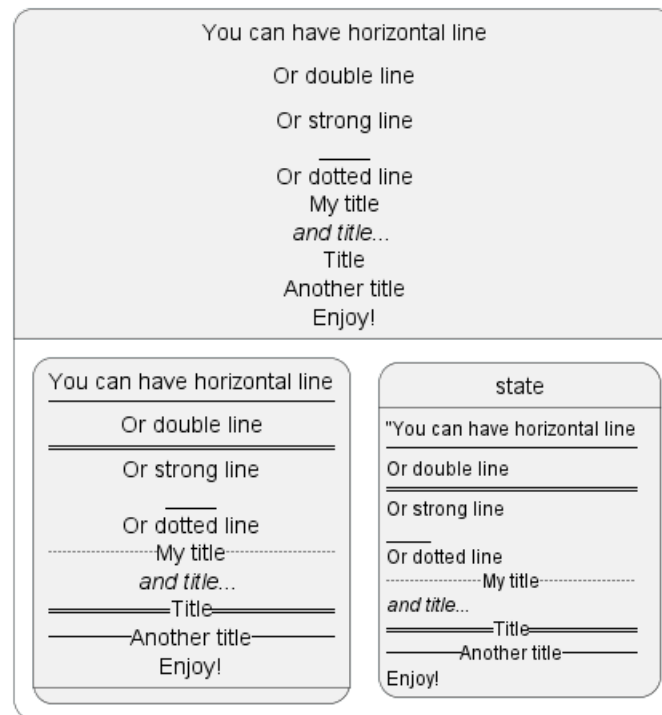 You can have horizontal line
Or double line
Or strong line
____
Or dotted line
My title
and title...
Title
Another title
Enjoy!
You can have horizontal line
Or double line
Or strong line
____
Or dotted line
My title
and title...
Title
Another title
Enjoy!
state
"You can have horizontal line
Or double line
Or strong line
____
Or dotted line
My title
and title...
Title
Another title
Enjoy!